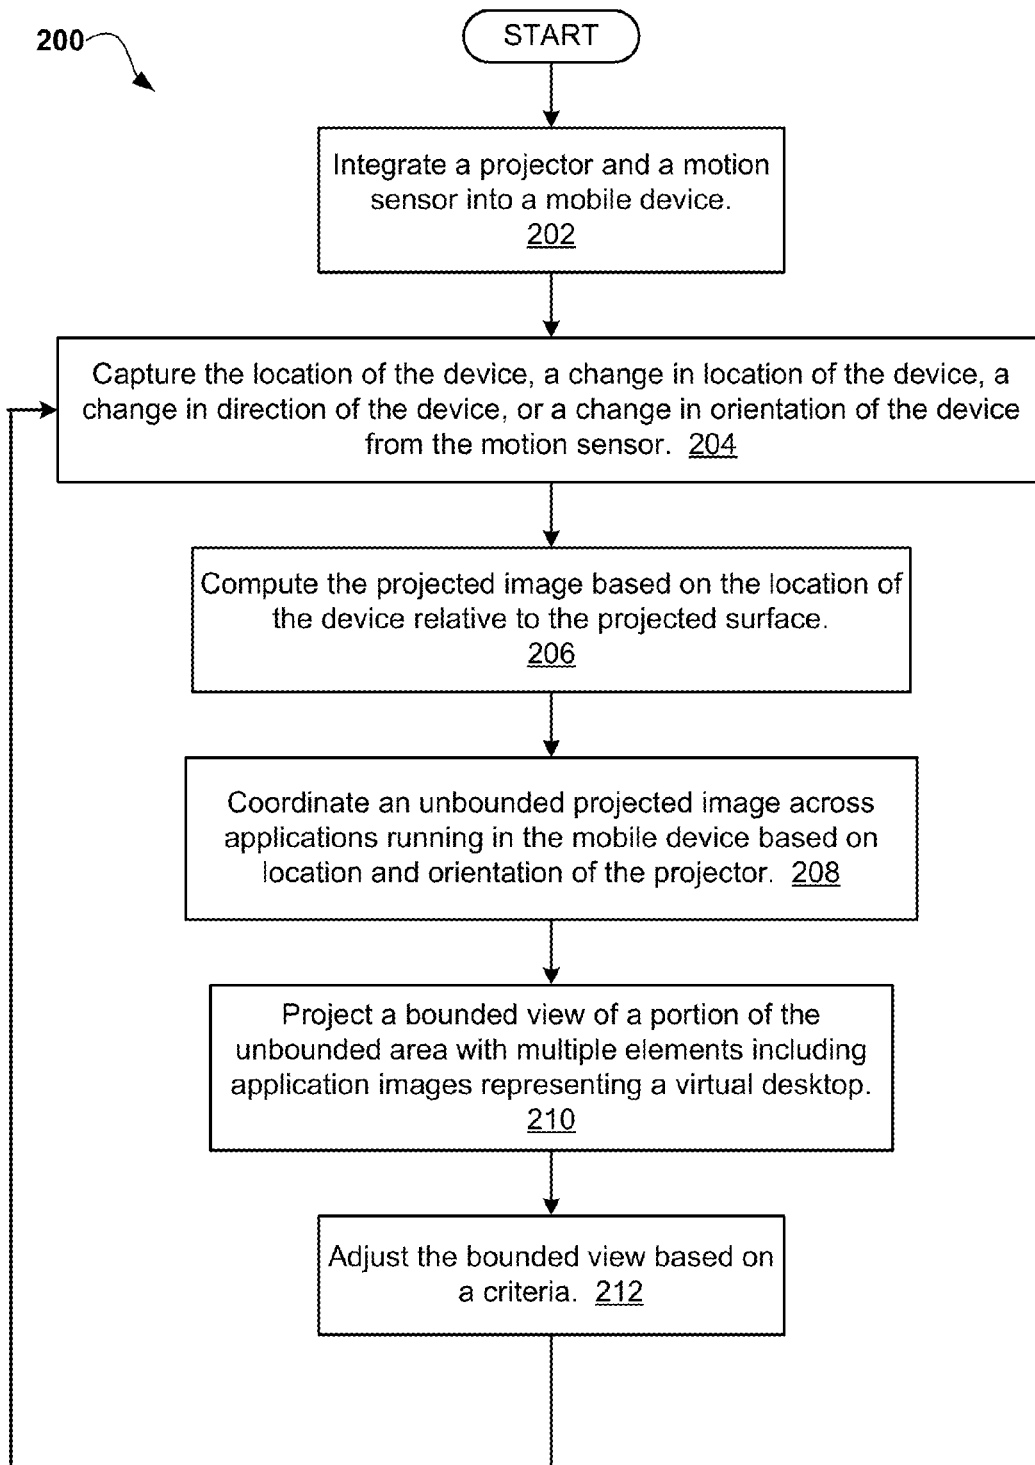 200
START
Integrate a projector and a motion
sensor into a mobile device.
202
Capture the location of the device, a change in location of the device, a
change in direction of the device, or a change in orientation of the device
from the motion sensor. 204
Compute the projected image based on the location of
the device relative to the projected surface.
206
Coordinate an unbounded projected image across
applications running in the mobile device based on
location and orientation of the projector. 208
Project a bounded view of a portion of the
unbounded area with multiple elements including
application images representing a virtual desktop.
210
Adjust the bounded view based on
a criteria. 212